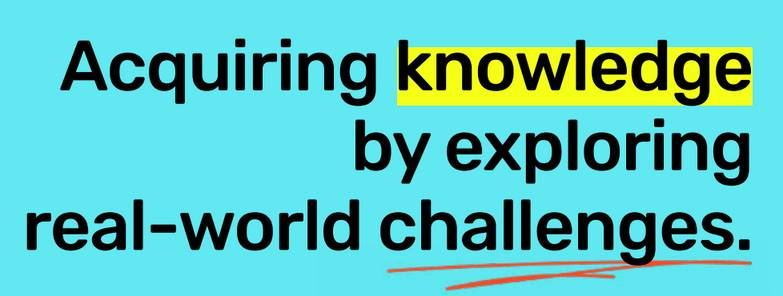 Acquiring knowledge
by exploring
real-world challenges.